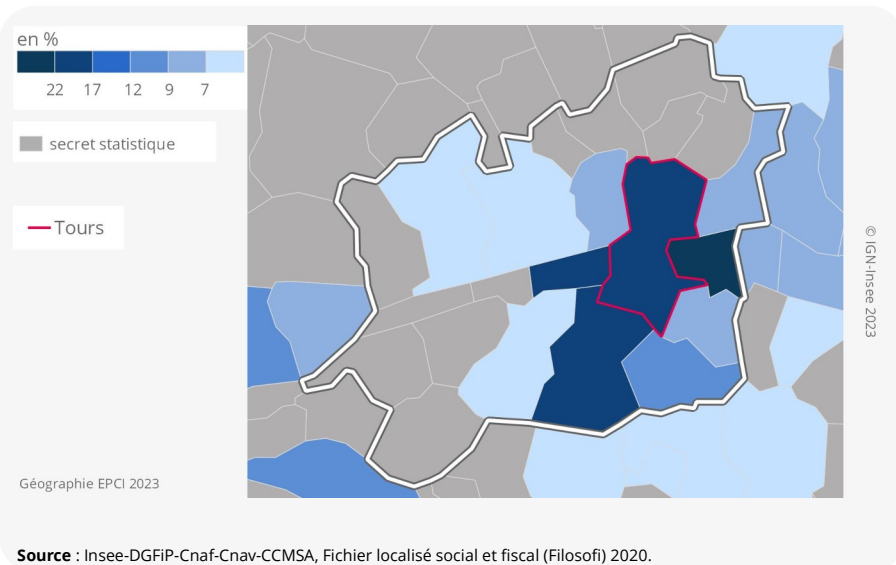 en %
22 17 12 9 7
secret statistique
Tours
© IGN-Insee 2023
Géographie EPCI 2023
Source : Insee-DGFiP-Cnaf-Cnav-CCMSA, Fichier localisé social et fiscal (Filosofi) 2020.